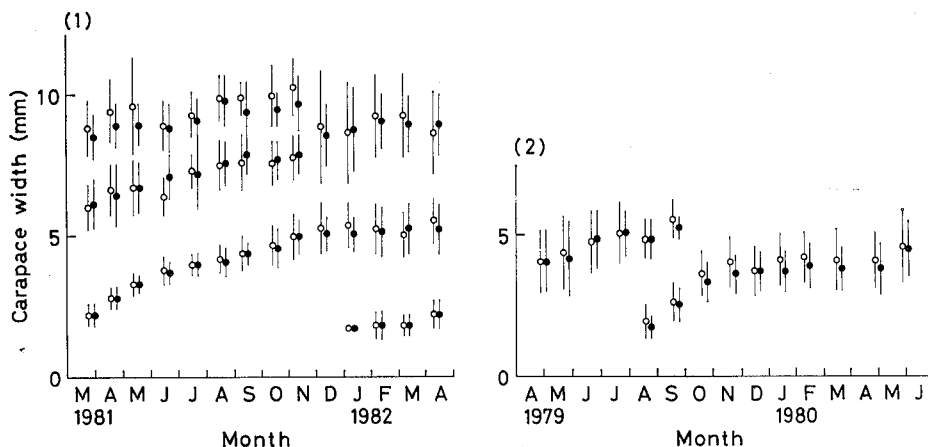 (1)
10
5
0
Carapace width (mm)
M A M J J A S O N D J F M A
1981 1982
Month
(2)
5
0
A M J J A S O N D J F M A M J
1979 1980
Month